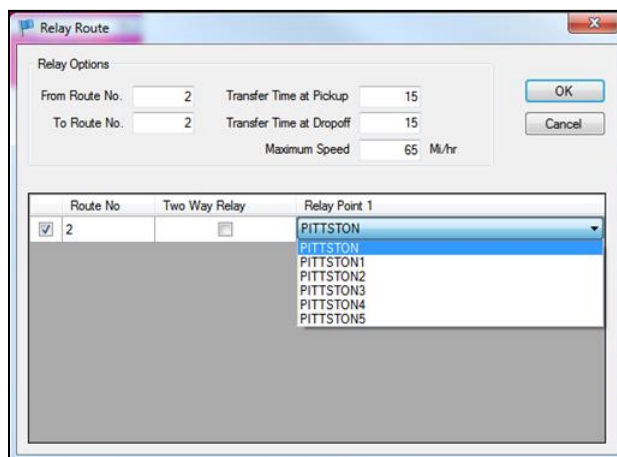 Relay Route
Relay Options
From Route No. 2 Transfer Time at Pickup 15
OK
To Route No. 2 Transfer Time at Dropoff 15
Cancel
Maximum Speed 65 Mi/hr
Route No Two Way Relay Relay Point 1
2 PITTSTON
PITTSTON
PITTSTON1
PITTSTON2
PITTSTON3
PITTSTON4
PITTSTON5